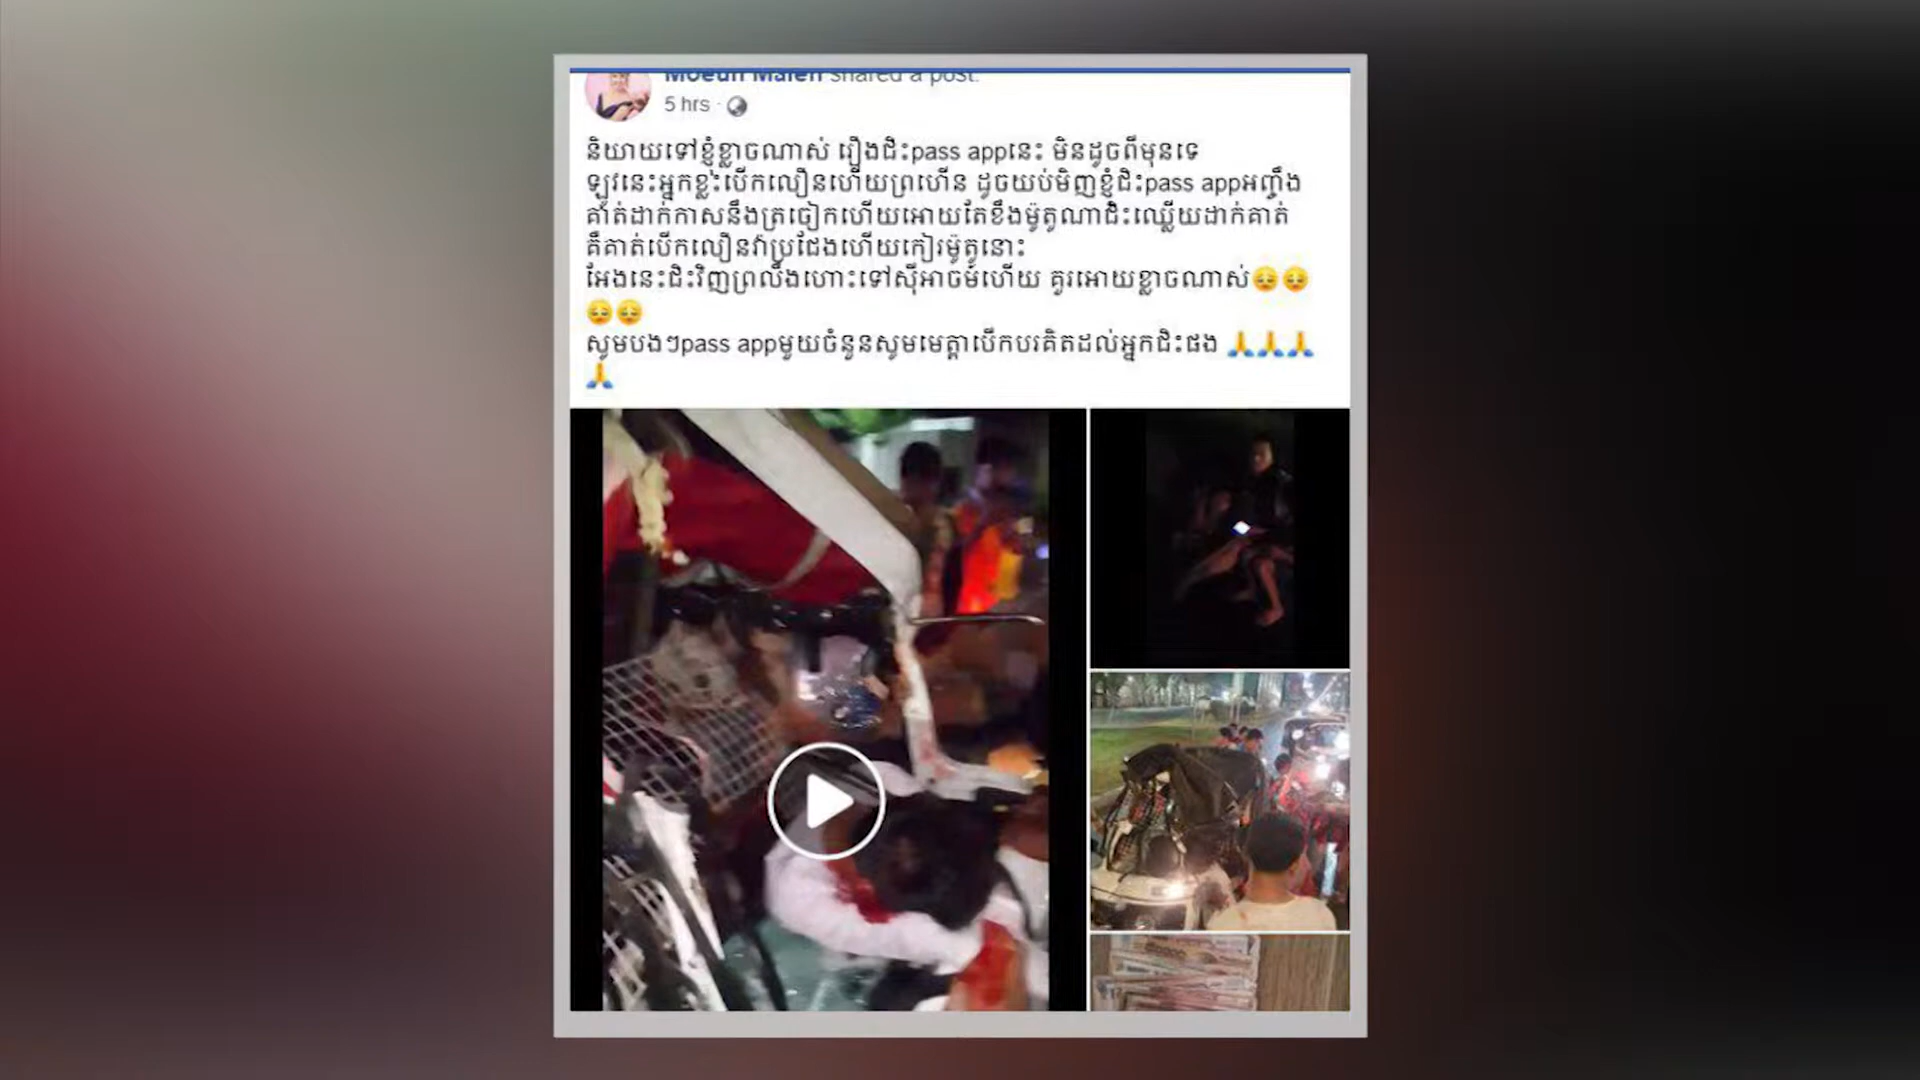 Moeun Malen shared a post.
5 hrs ·
និយាយទៅខ្ញុំខ្លាចណាស់ រឿងជិះpass appនេះ មិនដូចពីមុនទេ
ឡូវនេះអ្នកខ្លះបើកលឿនហើយព្រហើន ដូចយប់មិញខ្ញុំជិះpass appអញ្ចឹង
គាត់ដាក់កាសនឹងត្រចៀកហើយអោយតែខឹងម៉ូតូណាជិះឈ្លើយដាក់គាត់
គឺគាត់បើកលឿនវ៉ាប្រជែងហើយកៀរម៉ូតូនោះ
អែងនេះជិះវិញព្រលឹងហោះទៅស៊ីអាចម៍ហើយ គួរអោយខ្លាចណាស់🥺🥺
🥺🥺
សូមបងៗpass appមួយចំនួនសូមមេត្តាបើកបរគិតដល់អ្នកជិះផង 🙏🙏🙏
🙏